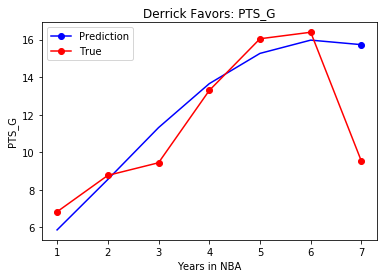 Derrick Favors: PTS_G
Prediction
True
PTS_G
16
14
12
10
8
6
1 2 3 4 5 6 7
Years in NBA